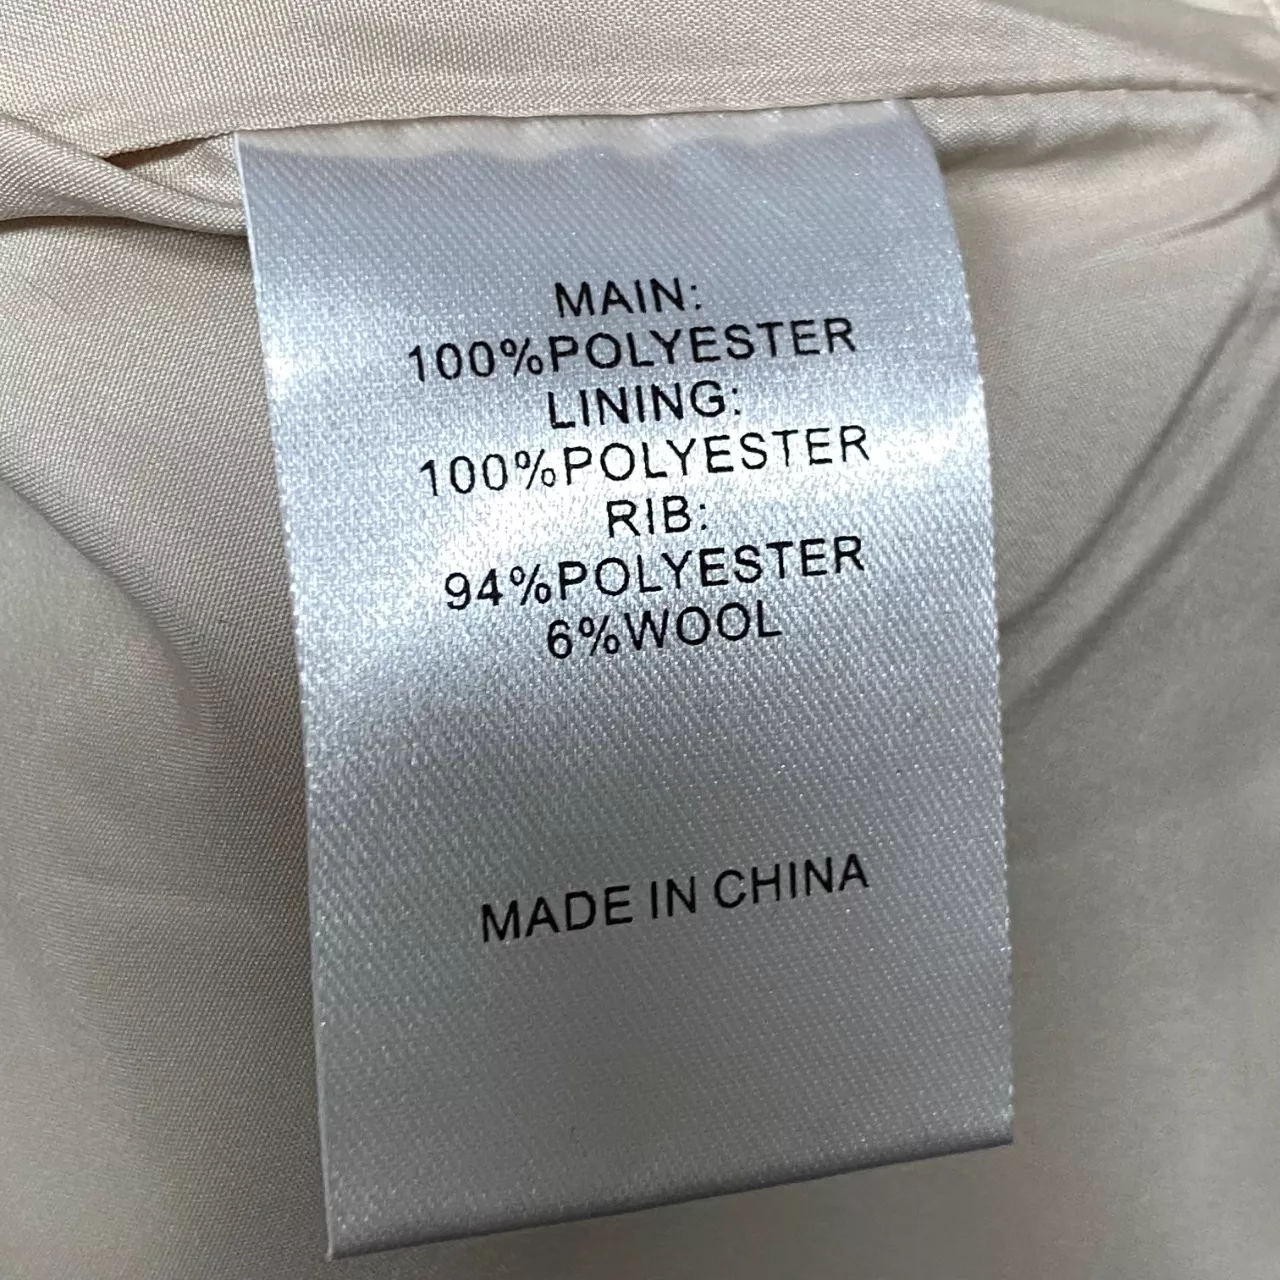 MAIN:
100%POLYESTER
LINING:
100%POLYESTER
RIB:
94%POLYESTER
6%WOOL
MADE IN CHINA